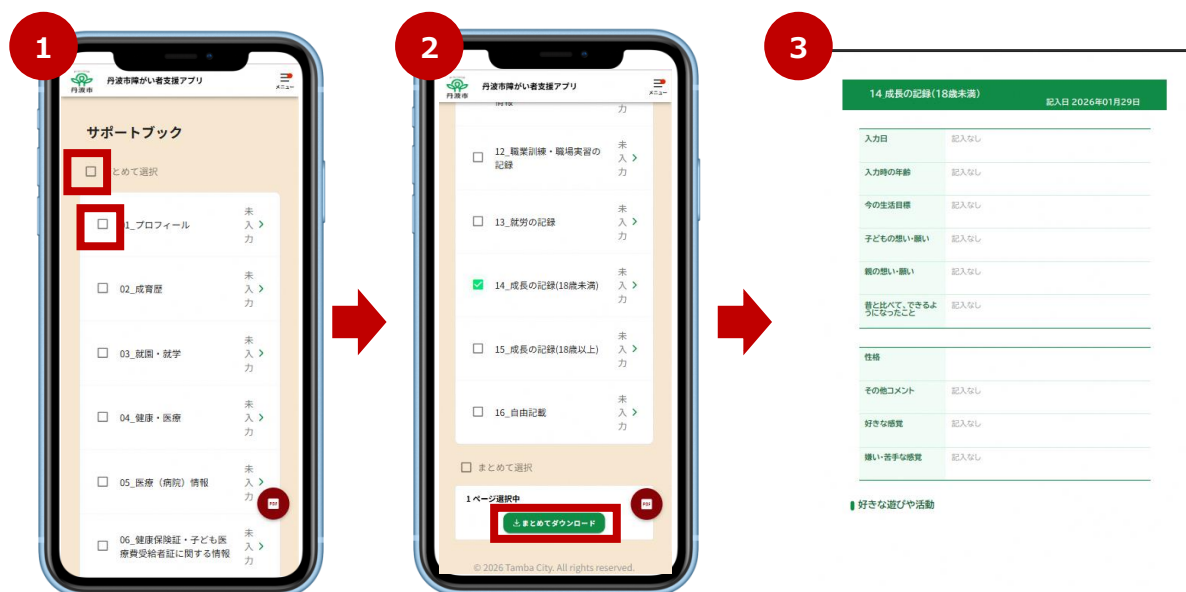 1
丹波市
丹波市障がい者支援アプリ
メニュー
サポートブック
とめて選択
01_プロフィール
未入力
02_成育歴
未入力
03_就園・就学
未入力
04_健康・医療
未入力
05_医療（病院）情報
未入力
PDF
06_健康保険証・子ども医
療費受給者証に関する情報
未入力
2
丹波市
丹波市障がい者支援アプリ
メニュー
力
12_職業訓練・職場実習の
記録
未入力
13_就労の記録
未入力
14_成長の記録(18歳未満)
未入力
15_成長の記録(18歳以上)
未入力
16_自由記載
未入力
まとめて選択
1 ページ選択中
PDF
まとめてダウンロード
© 2026 Tamba City. All rights reserved.
3
14 成長の記録(18歳未満)
記入日 2026年01月29日
入力日 記入なし
入力時の年齢 記入なし
今の生活目標 記入なし
子どもの想い・願い 記入なし
親の想い・願い 記入なし
昔と比べて、できるよ 記入なし
うになったこと
性格
その他コメント 記入なし
好きな感覚 記入なし
嫌い・苦手な感覚 記入なし
好きな遊びや活動